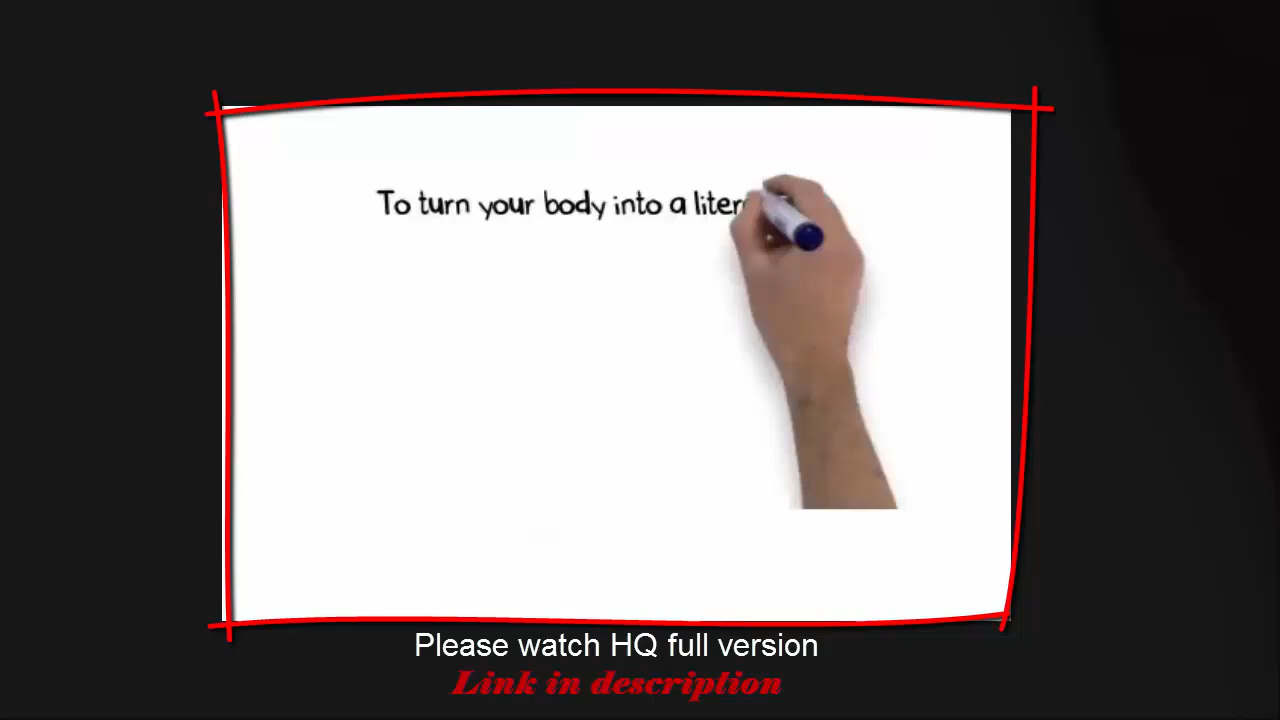 To turn your body into a liter
Please watch HQ full version
Link in description